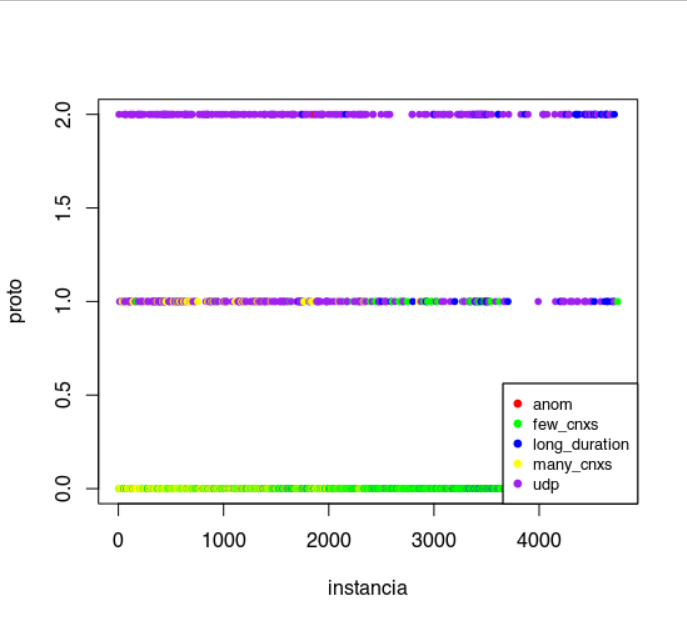 proto
2.0
1.5
1.0
0.5
0.0
anom
few_cnxs
long_duration
many_cnxs
udp
0 1000 2000 3000 4000
instancia